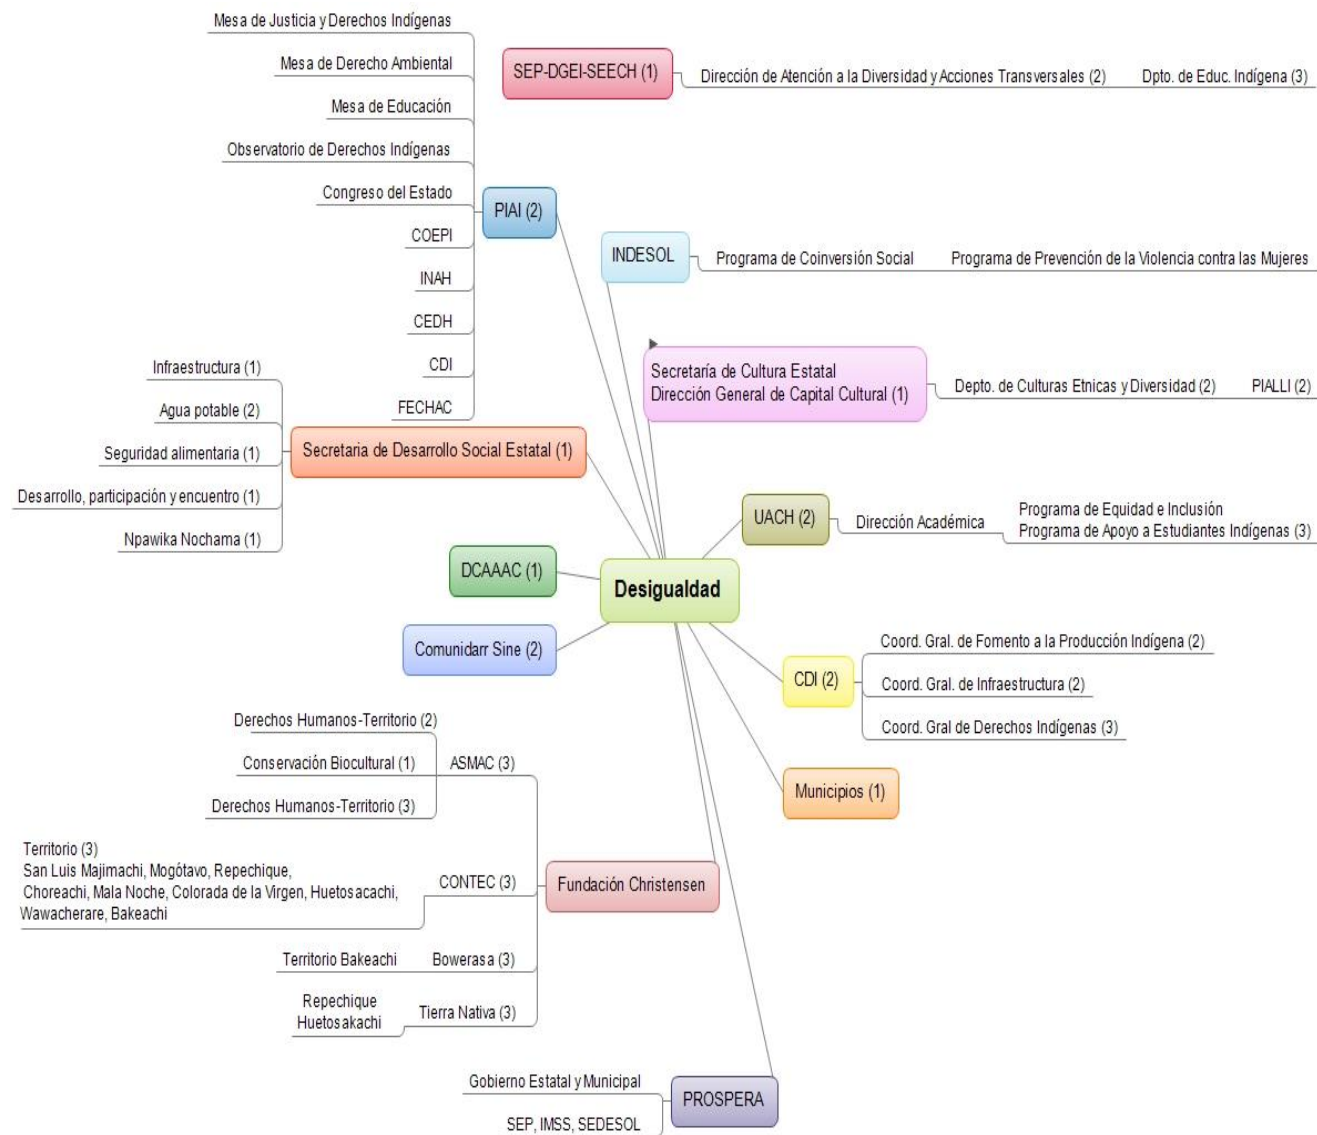 Mesa de Justicia y Derechos Indígenas
Mesa de Derecho Ambiental
Mesa de Educación
Observatorio de Derechos Indígenas
Congreso del Estado
COEPI
INAH
CEDH
CDI
FECHAC
PIAI (2)
SEP-DGEI-SEECH (1)
Dirección de Atención a la Diversidad y Acciones Transversales (2)
Dpto. de Educ. Indígena (3)
INDESOL
Programa de Coinversión Social
Programa de Prevención de la Violencia contra las Mujeres
Secretaría de Cultura Estatal
Dirección General de Capital Cultural (1)
Depto. de Culturas Etnicas y Diversidad (2)
PIALLI (2)
Infraestructura (1)
Agua potable (2)
Seguridad alimentaria (1)
Desarrollo, participación y encuentro (1)
Npawika Nochama (1)
Secretaria de Desarrollo Social Estatal (1)
UACH (2)
Dirección Académica
Programa de Equidad e Inclusión
Programa de Apoyo a Estudiantes Indígenas (3)
DCAAAC (1)
Desigualdad
Comunidarr Sine (2)
CDI (2)
Coord. Gral. de Fomento a la Producción Indígena (2)
Coord. Gral. de Infraestructura (2)
Coord. Gral de Derechos Indígenas (3)
Municipios (1)
Derechos Humanos-Territorio (2)
Conservación Biocultural (1)
Derechos Humanos-Territorio (3)
ASMAC (3)
Territorio (3)
San Luis Majimachi, Mogótavo, Repechique,
Choreachi, Mala Noche, Colorada de la Virgen, Huetosacachi,
Wawacherare, Bakeachi
CONTEC (3)
Fundación Christensen
Territorio Bakeachi
Bowerasa (3)
Repechique
Huetosakachi
Tierra Nativa (3)
Gobierno Estatal y Municipal
SEP, IMSS, SEDESOL
PROSPERA